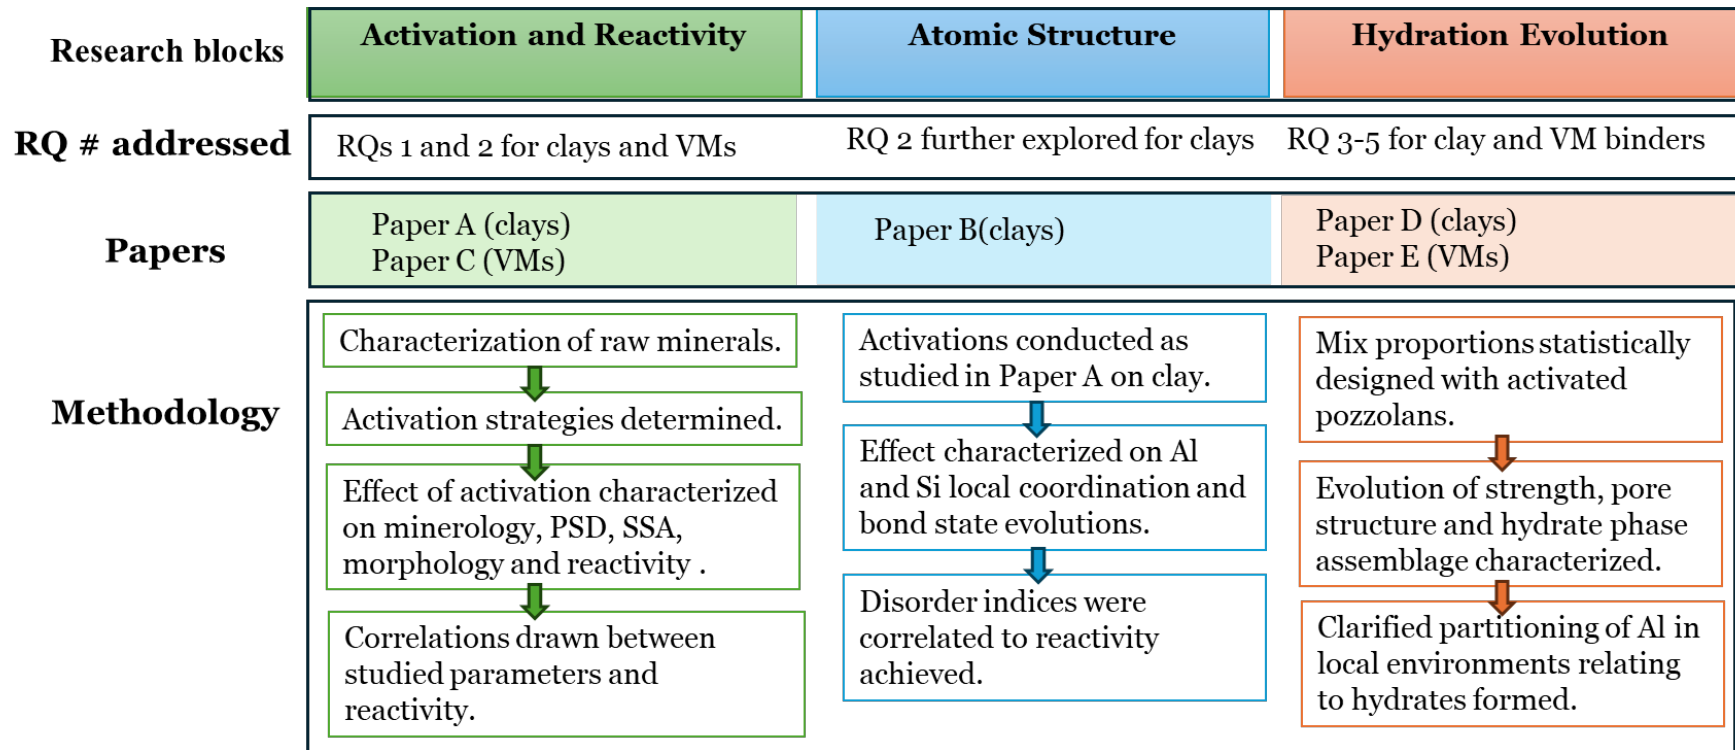 Research blocks
Activation and Reactivity
Atomic Structure
Hydration Evolution
RQ # addressed
RQs 1 and 2 for clays and VMs
RQ 2 further explored for clays
RQ 3-5 for clay and VM binders
Papers
Paper A (clays)
Paper C (VMs)
Paper B(clays)
Paper D (clays)
Paper E (VMs)
Methodology
Characterization of raw minerals.
Activation strategies determined.
Effect of activation characterized
on minerology, PSD, SSA,
morphology and reactivity .
Correlations drawn between
studied parameters and
reactivity.
Activations conducted as
studied in Paper A on clay.
Effect characterized on Al
and Si local coordination and
bond state evolutions.
Disorder indices were
correlated to reactivity
achieved.
Mix proportions statistically
designed with activated
pozzolans.
Evolution of strength, pore
structure and hydrate phase
assemblage characterized.
Clarified partitioning of Al in
local environments relating
to hydrates formed.